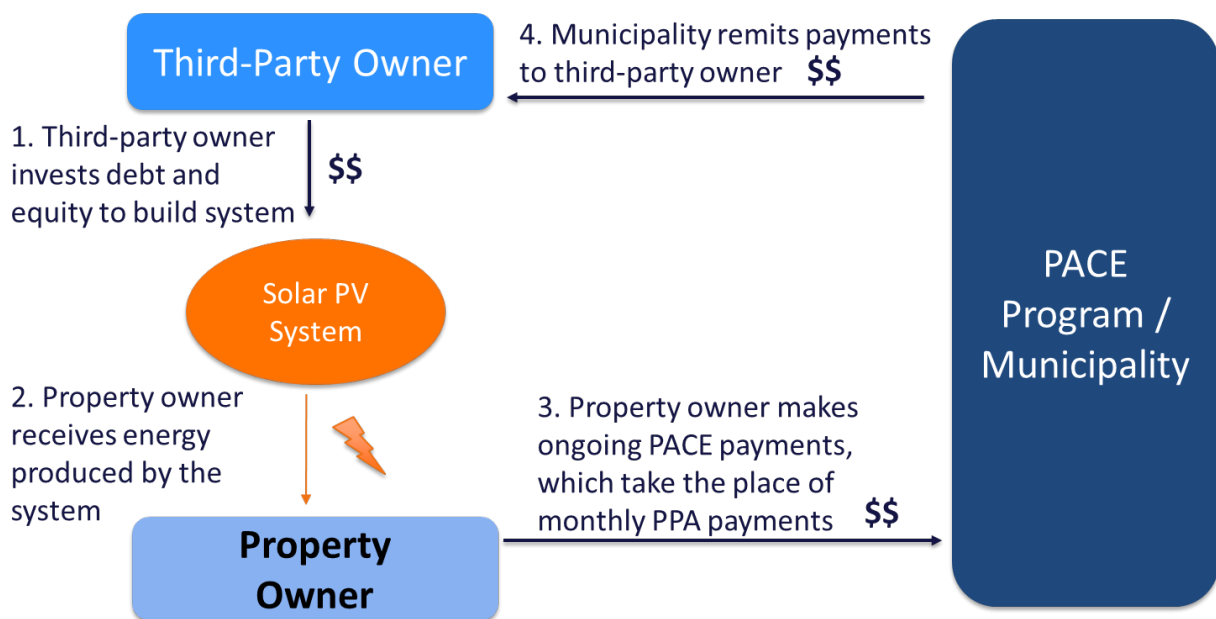 Third-Party Owner
4. Municipality remits payments
to third-party owner $$
1. Third-party owner
invests debt and
equity to build system
$$
Solar PV
System
PACE
Program /
Municipality
2. Property owner
receives energy
produced by the
system
3. Property owner makes
ongoing PACE payments,
which take the place of
monthly PPA payments $$
Property
Owner